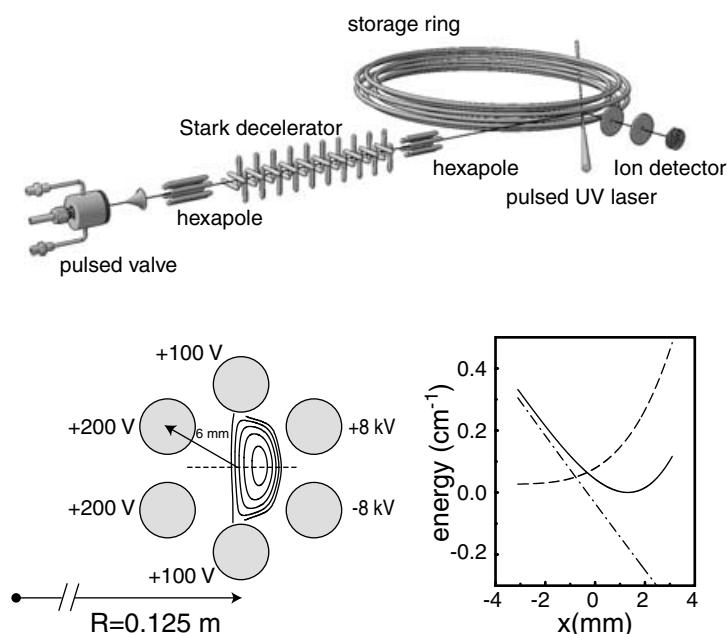 storage ring
Stark decelerator
hexapole
Ion detector
pulsed UV laser
hexapole
pulsed valve
+100 V
+200 V
6 mm
+8 kV
+200 V
-8 kV
+100 V
R=0.125 m
energy (cm-1)
0.4
0.2
0.0
-0.2
-4 -2 0 2 4
x(mm)